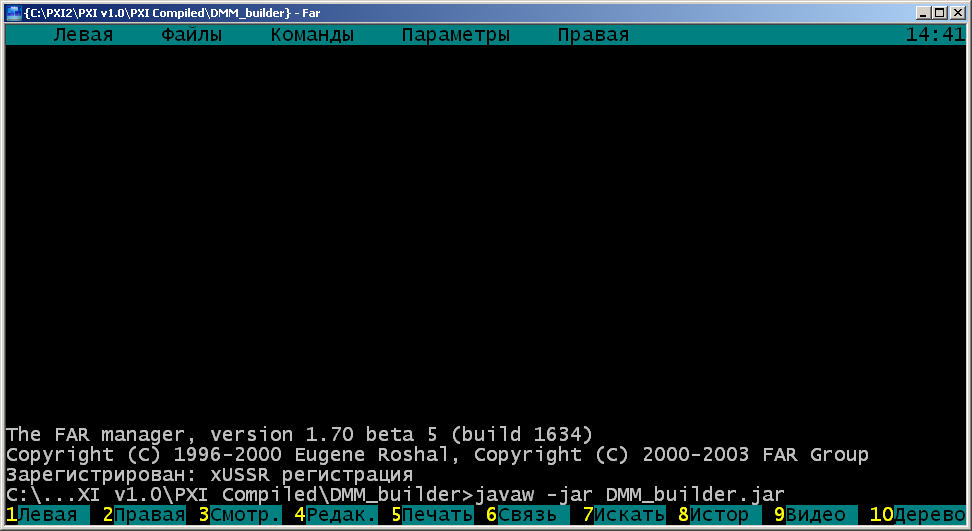 {C:\PXI2\PXI v1.0\PXI Compiled\DMM_builder} - Far
Левая Файлы Команды Параметры Правая 14:41
The FAR manager, version 1.70 beta 5 (build 1634)
Copyright (C) 1996-2000 Eugene Roshal, Copyright (C) 2000-2003 FAR Group
Зарегистрирован: xUSSR регистрация
C:\...XI v1.0\PXI Compiled\DMM_builder>javaw -jar DMM_builder.jar
1Левая 2Правая 3Смотр. 4Редак. 5Печать 6Связь 7Искать 8Истор 9Видео 10Дерево